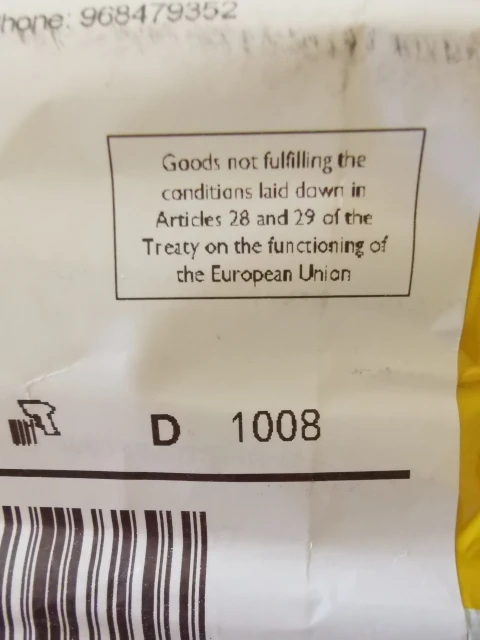 hone: 968479352
Goods not fulfilling the
conditions laid down in
Articles 28 and 29 of the
Treaty on the functioning of
the European Union
D 1008